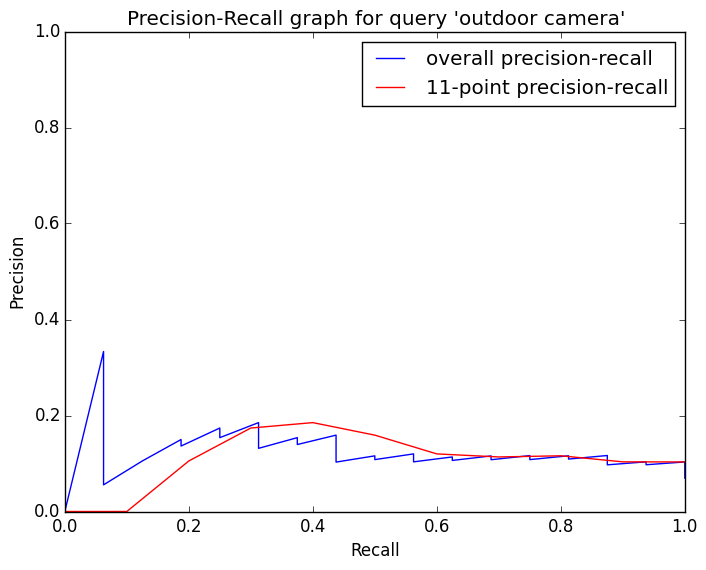 Precision-Recall graph for query 'outdoor camera'
1.0
overall precision-recall
11-point precision-recall
0.8
0.6
Precision
0.4
0.2
0.0
0.0 0.2 0.4 0.6 0.8 1.0
Recall